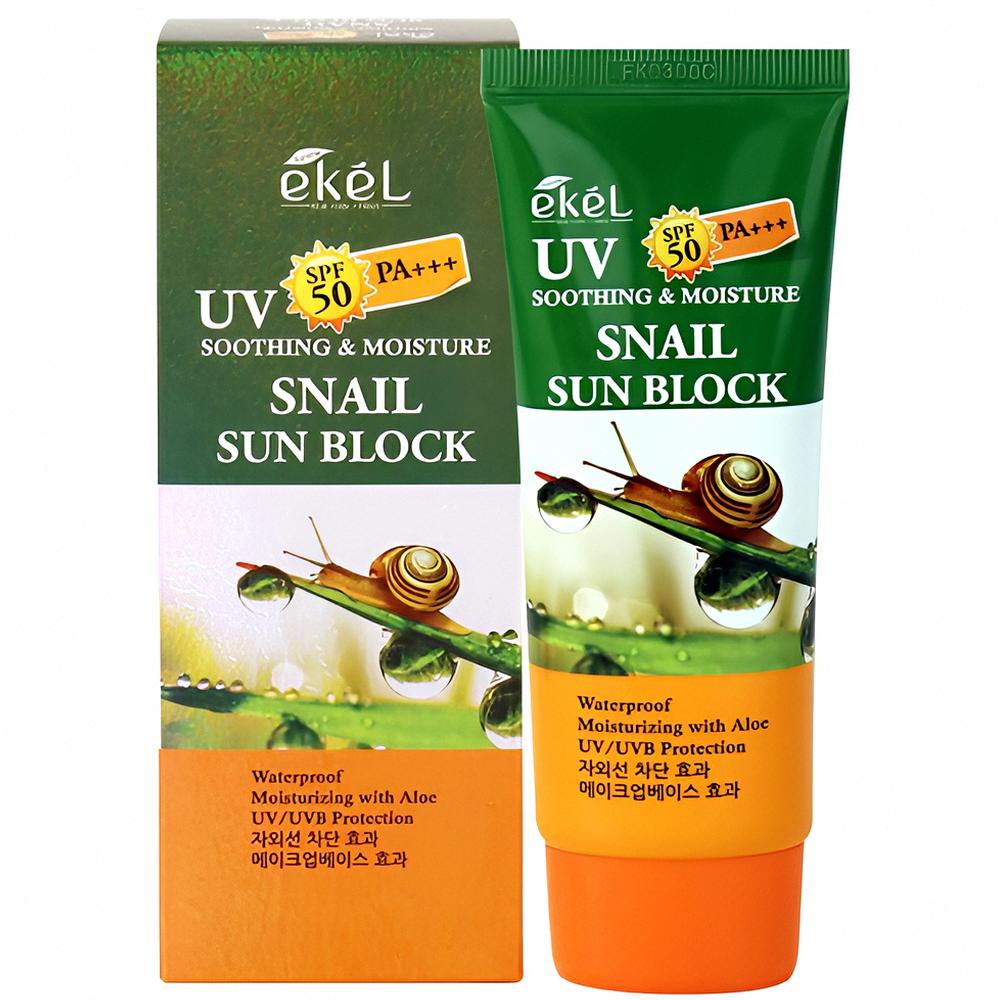 ekēL
UV
SPF
50
PA+++
SOOTHING & MOISTURE
SNAIL
SUN BLOCK
Waterproof
Moisturizing with Aloe
UV/UVB Protection
자외선 차단 효과
메이크업베이스 효과
FK0300C
ekéL
UV
SPF
50
PA+++
SOOTHING & MOISTURE
SNAIL
SUN BLOCK
Waterproof
Moisturizing with Aloe
UV/UVB Protection
자외선 차단 효과
메이크업베이스 효과